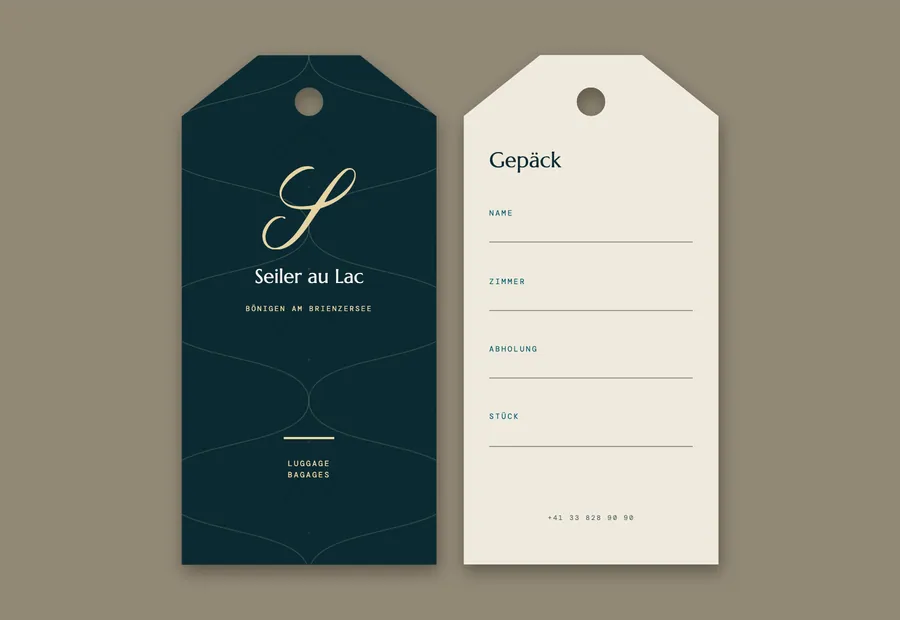 S
Seiler au Lac
BÖNIGEN AM BRIENZERSEE
LUGGAGE
BAGAGES
Gepäck
NAME
ZIMMER
ABHOLUNG
STÜCK
+41 33 828 90 90